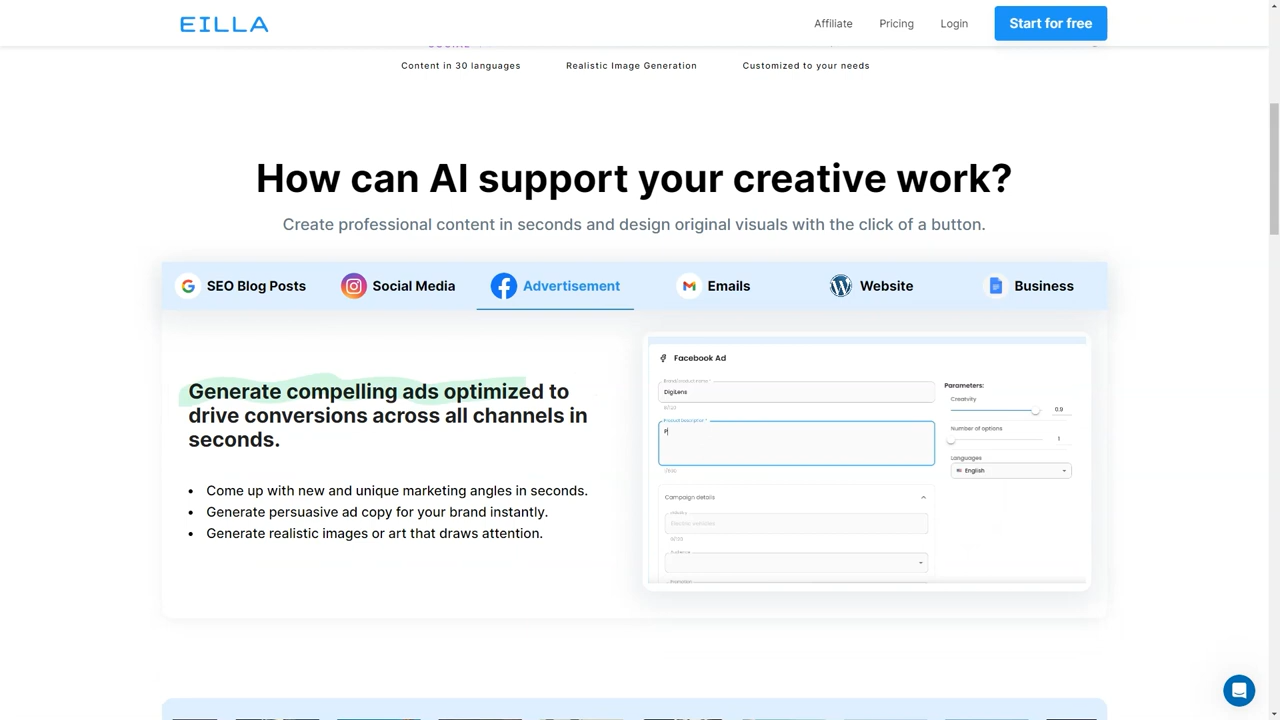 EILLA
Affiliate
Pricing
Login
Start for free
Content in 30 languages
Realistic Image Generation
Customized to your needs
How can AI support your creative work?
Create professional content in seconds and design original visuals with the click of a button.
SEO Blog Posts
Social Media
Advertisement
Emails
Website
Business
Generate compelling ads optimized to
drive conversions across all channels in
seconds.
• Come up with new and unique marketing angles in seconds.
• Generate persuasive ad copy for your brand instantly.
• Generate realistic images or art that draws attention.
Facebook Ad
DigiLens
P
Campaign details
Parameters:
Creativity
0.9
Number of options
1
Languages
English